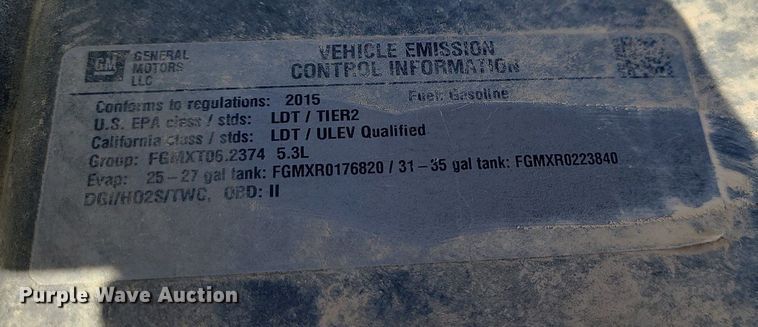 GM
GENERAL MOTORS LLC
VEHICLE EMISSION
CONTROL INFORMATION
Conforms to regulations: 2015 Fuel: Gasoline
U.S. EPA class / stds: LDT / TIER2
California class / stds: LDT / ULEV Qualified
Group: FGMXT06.2374 5.3L
Evap: 25 – 27 gal tank: FGMXR0176820 / 31 – 35 gal tank: FGMXR0223840
DGI/HO2S/TWC, OBD: II
Purple Wave Auction